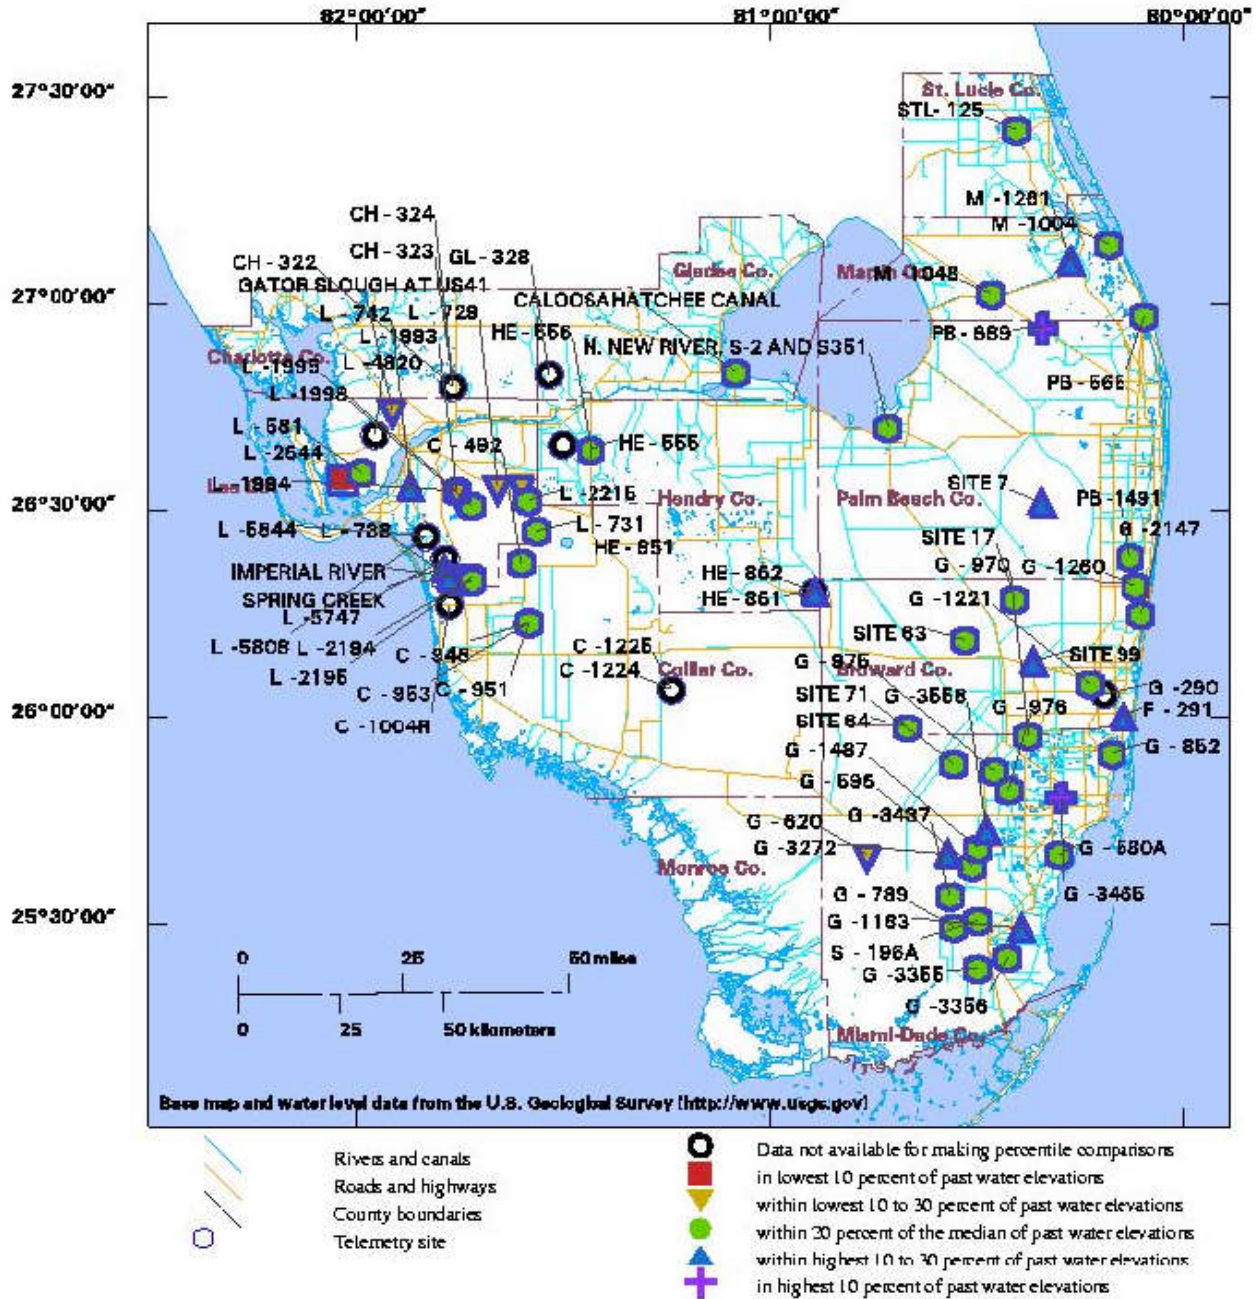 82°00'00" 81°00'00" 80°00'00"
27°30'00"
St. Lucie Co.
STL- 125
M -1261
M -1004
CH - 324
CH - 323
GL - 328
CH - 322
Glades Co.
Martin Co.
M -1048
GATOR SLOUGH AT US41
27°00'00"
CALOOSAHATCHEE CANAL
L - 742
L - 729
L -1993
HE-556
PB - 689
N. NEW RIVER, S-2 AND S351
Charlotte Co.
L -1995
L -4820
PB - 565
L -1998
L - 581
C - 492
HE - 555
L -2644
L -1994
SITE 7
26°30'00"
L -2215
Hendry Co.
Palm Beach Co.
PB -1491
G -2147
L -5844
L - 738
L - 731
SITE 17
HE - 851
G - 970
G -1260
IMPERIAL RIVER
HE - 862
HE - 861
SPRING CREEK
G -1221
L -5747
SITE 63
L -5808
L -2194
C -1225
SITE 99
C - 948
G - 975
C -1224
Collier Co.
Broward Co.
L -2195
C - 953
C - 951
G - 290
SITE 71
G -3558
F - 291
G - 976
26°00'00"
C -1004R
SITE 64
G -1487
G - 852
G - 596
G - 620
G -3437
G -3272
G - 580A
Monroe Co.
G - 789
G -3465
25°30'00"
G -1183
S - 196A
G -3355
0 25 50 miles
G -3356
0 25 50 kilometers
Miami-Dade Co.
Base map and water level data from the U.S. Geological Survey (http://www.usgs.gov)
Rivers and canals
Roads and highways
County boundaries
Telemetry site
Data not available for making percentile comparisons
in lowest 10 percent of past water elevations
within lowest 10 to 30 percent of past water elevations
within 20 percent of the median of past water elevations
within highest 10 to 30 percent of past water elevations
in highest 10 percent of past water elevations